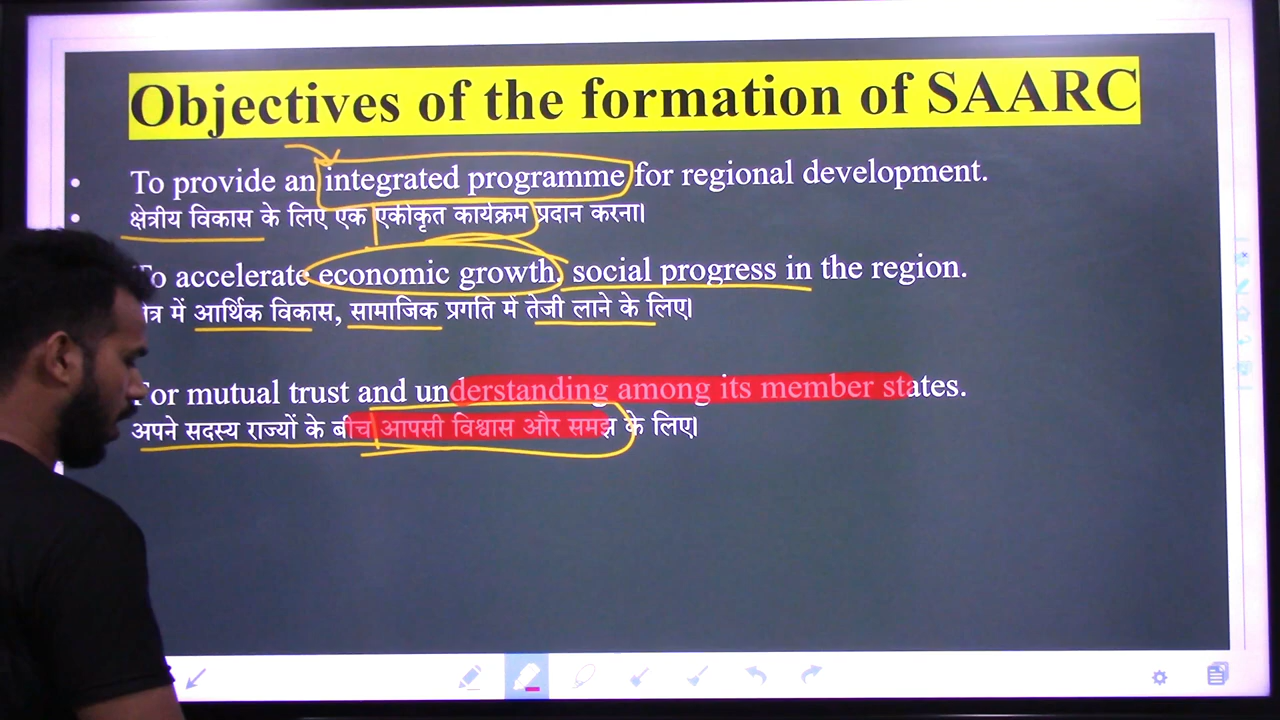 Objectives of the formation of SAARC
• To provide an integrated programme for regional development.
• क्षेत्रीय विकास के लिए एक एकीकृत कार्यक्रम प्रदान करना।
To accelerate economic growth, social progress in the region.
में आर्थिक विकास, सामाजिक प्रगति में तेजी लाने के लिए।
For mutual trust and understanding among its member states.
अपने सदस्य राज्यों के बीच आपसी विश्वास और समझ के लिए।